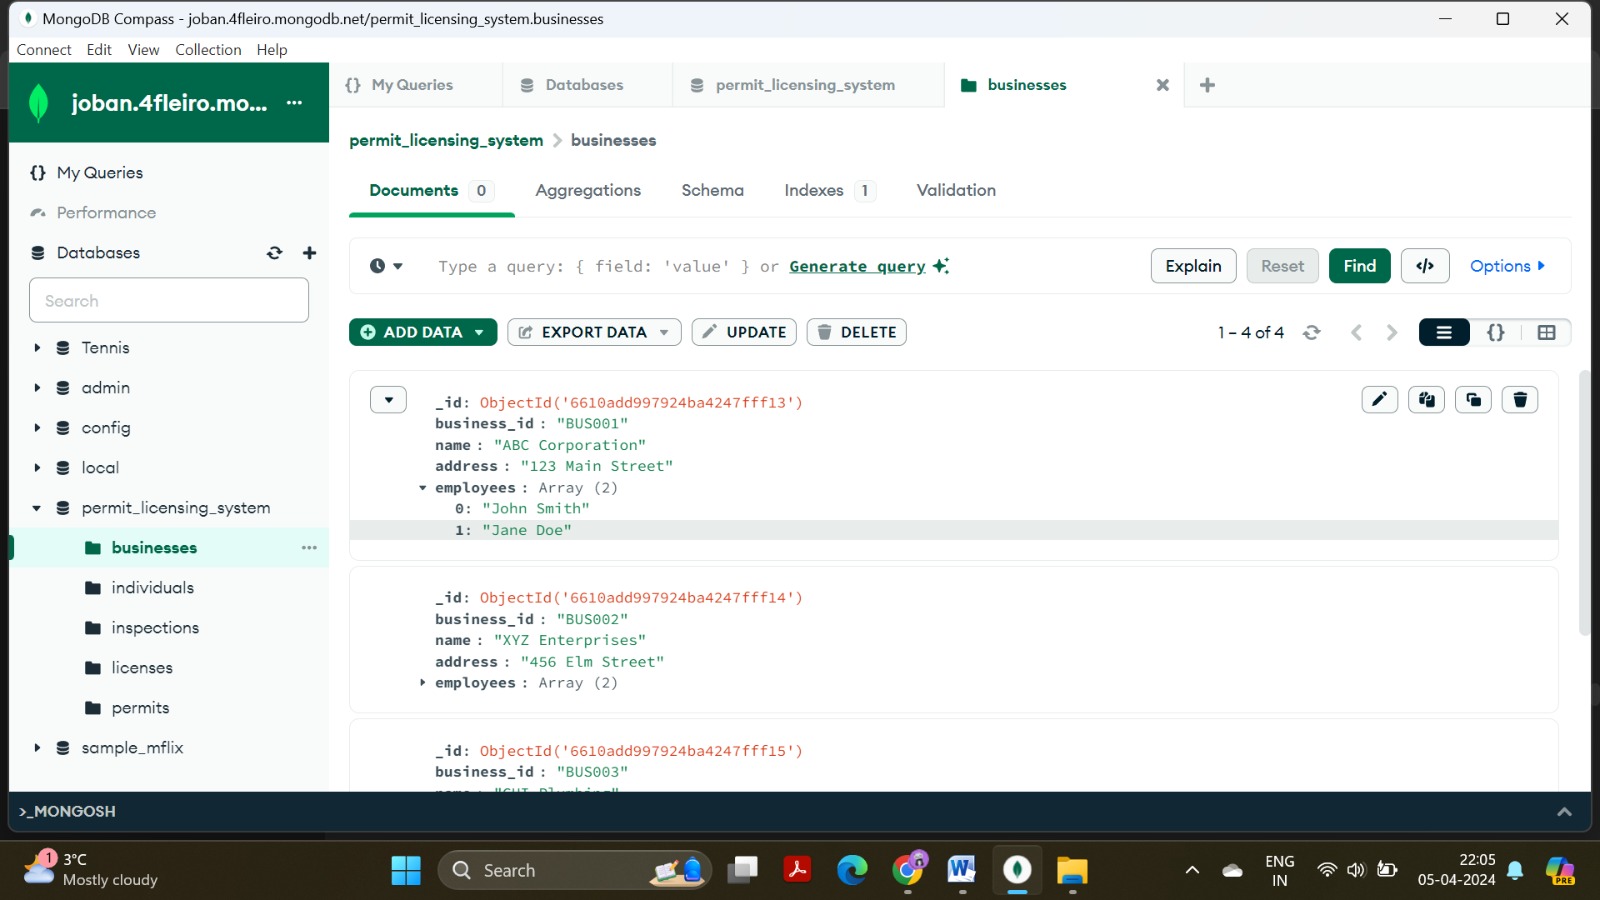 MongoDB Compass - joban.4fleiro.mongodb.net/permit_licensing_system.businesses
Connect Edit View Collection Help
joban.4fleiro.mo...
My Queries
Performance
Databases
Search
Tennis
admin
config
local
permit_licensing_system
businesses
individuals
inspections
licenses
permits
sample_mflix
{} My Queries Databases permit_licensing_system businesses
permit_licensing_system > businesses
Documents 0 Aggregations Schema Indexes 1 Validation
Type a query: { field: 'value' } or Generate query Explain Reset Find </> Options
ADD DATA EXPORT DATA UPDATE DELETE 1 – 4 of 4 {}
_id: ObjectId('6610add997924ba4247fff13')
business_id : "BUS001"
name : "ABC Corporation"
address : "123 Main Street"
employees : Array (2)
0: "John Smith"
1: "Jane Doe"
_id: ObjectId('6610add997924ba4247fff14')
business_id : "BUS002"
name : "XYZ Enterprises"
address : "456 Elm Street"
employees : Array (2)
_id: ObjectId('6610add997924ba4247fff15')
business_id : "BUS003"
>_MONGOSH
1
3°C
Mostly cloudy
Search
PRE
ENG
IN
22:05
05-04-2024